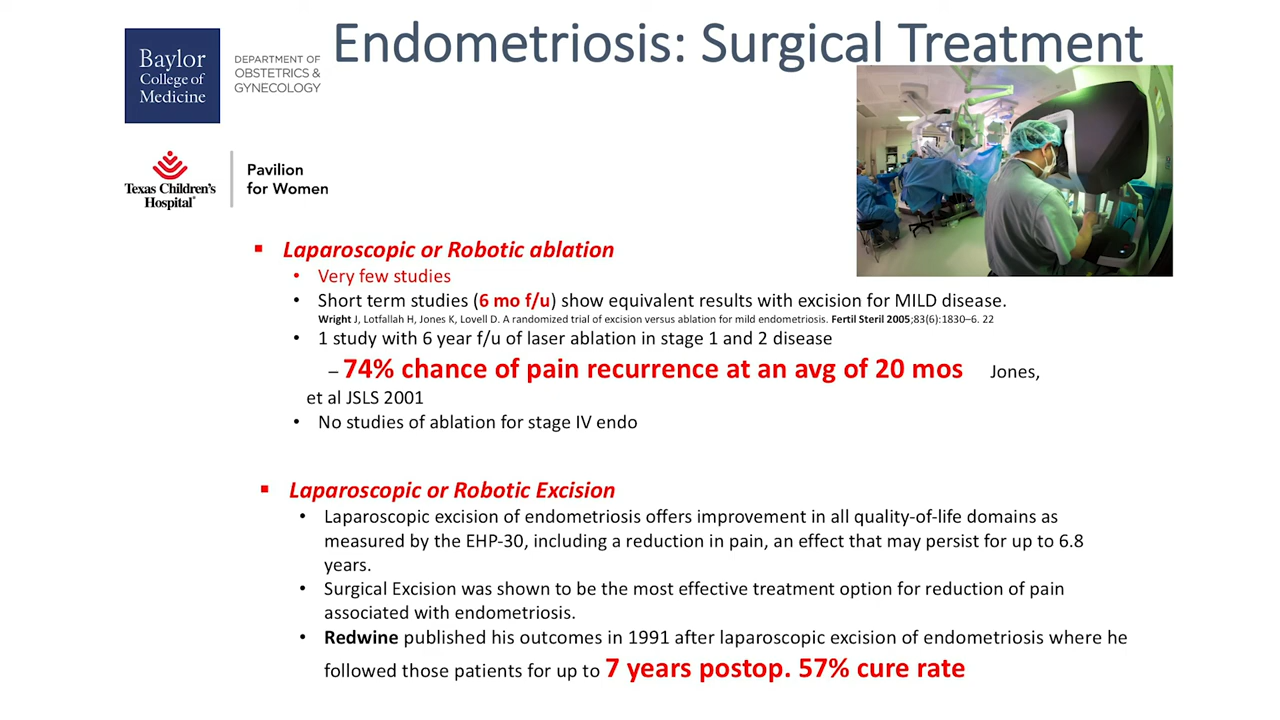 Endometriosis: Surgical Treatment
Baylor
College of
Medicine
DEPARTMENT OF
OBSTETRICS &
GYNECOLOGY
Texas Children's
Hospital®
Pavilion
for Women
▪ Laparoscopic or Robotic ablation
• Very few studies
• Short term studies (6 mo f/u) show equivalent results with excision for MILD disease.
Wright J, Lotfallah H, Jones K, Lovell D. A randomized trial of excision versus ablation for mild endometriosis. Fertil Steril 2005;83(6):1830–6. 22
• 1 study with 6 year f/u of laser ablation in stage 1 and 2 disease
– 74% chance of pain recurrence at an avg of 20 mos Jones,
et al JSLS 2001
• No studies of ablation for stage IV endo
▪ Laparoscopic or Robotic Excision
• Laparoscopic excision of endometriosis offers improvement in all quality-of-life domains as
measured by the EHP-30, including a reduction in pain, an effect that may persist for up to 6.8
years.
• Surgical Excision was shown to be the most effective treatment option for reduction of pain
associated with endometriosis.
• Redwine published his outcomes in 1991 after laparoscopic excision of endometriosis where he
followed those patients for up to 7 years postop. 57% cure rate